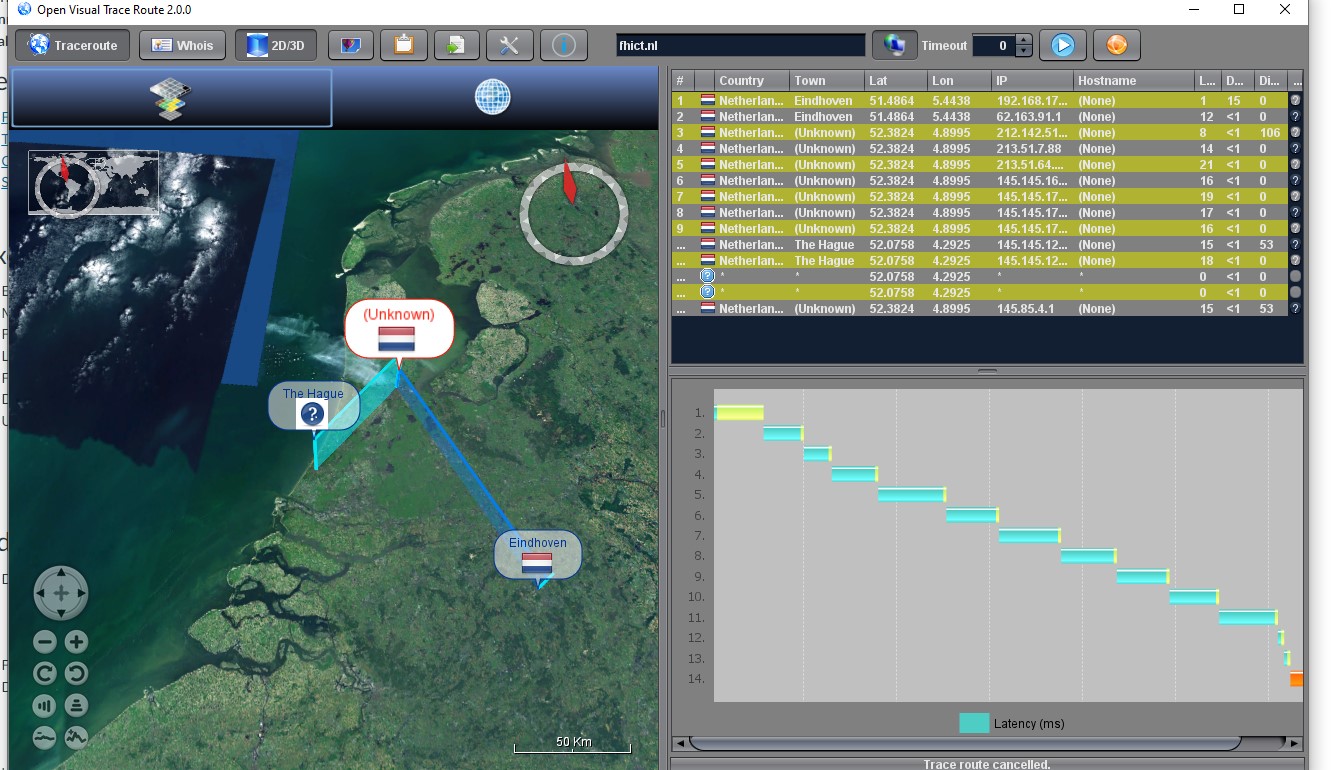 Open Visual Trace Route 2.0.0
Traceroute Whois 2D/3D fhict.nl Timeout 0
# Country Town Lat Lon IP Hostname L... D... Di... ...
1 Netherlan... Eindhoven 51.4864 5.4438 192.168.17... (None) 1 15 0 ?
2 Netherlan... Eindhoven 51.4864 5.4438 62.163.91.1 (None) 12 <1 0 ?
3 Netherlan... (Unknown) 52.3824 4.8995 212.142.51... (None) 8 <1 106 ?
4 Netherlan... (Unknown) 52.3824 4.8995 213.51.7.88 (None) 14 <1 0 ?
5 Netherlan... (Unknown) 52.3824 4.8995 213.51.64.... (None) 21 <1 0 ?
6 Netherlan... (Unknown) 52.3824 4.8995 145.145.16... (None) 16 <1 0 ?
7 Netherlan... (Unknown) 52.3824 4.8995 145.145.17... (None) 19 <1 0 ?
8 Netherlan... (Unknown) 52.3824 4.8995 145.145.17... (None) 17 <1 0 ?
9 Netherlan... (Unknown) 52.3824 4.8995 145.145.17... (None) 16 <1 0 ?
... Netherlan... The Hague 52.0758 4.2925 145.145.12... (None) 15 <1 53 ?
... Netherlan... The Hague 52.0758 4.2925 145.145.12... (None) 18 <1 0 ?
... ? * * 52.0758 4.2925 * * 0 <1 0
... ? * * 52.0758 4.2925 * * 0 <1 0
... Netherlan... (Unknown) 52.3824 4.8995 145.85.4.1 (None) 15 <1 53 ?
(Unknown)
The Hague
?
Eindhoven
50 Km
1.
2.
3.
4.
5.
6.
7.
8.
9.
10.
11.
12.
13.
14.
Latency (ms)
Trace route cancelled.